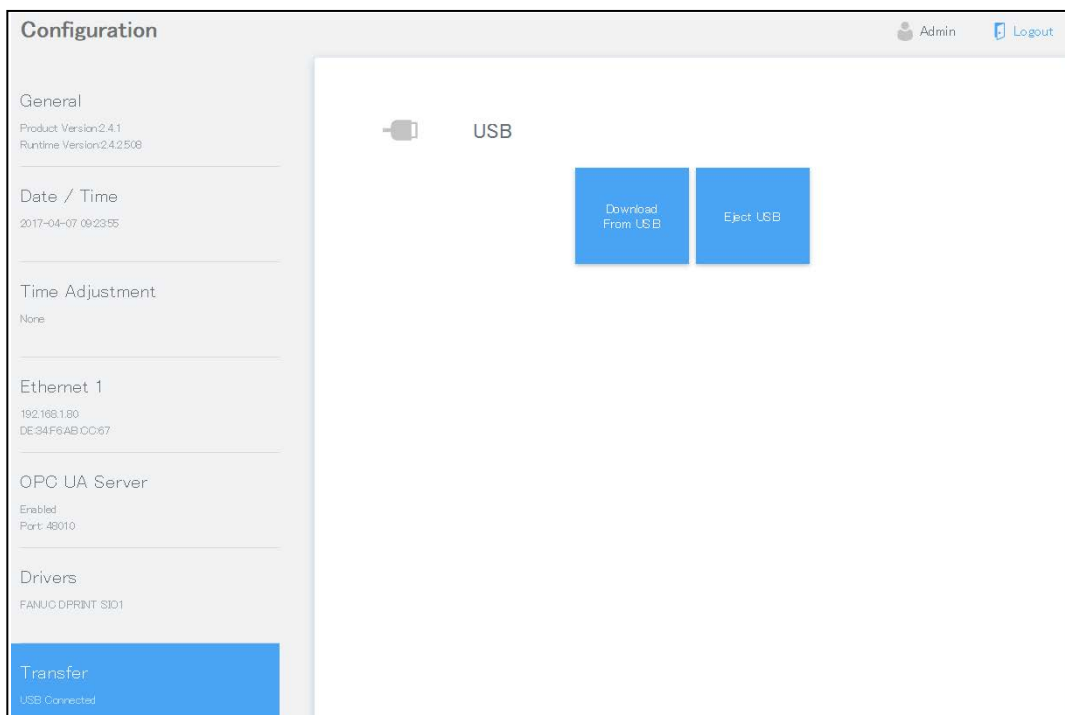 Configuration
Admin
Logout
General
Product Version:2.4.1
Runtime Version:2.4.2.508
Date / Time
2017-04-07 09:23:55
Time Adjustment
None
Ethernet 1
192.168.1.80
DE:34:F6:AB:CC:67
OPC UA Server
Enabled
Port: 48010
Drivers
FANUC DPRINT SIO1
Transfer
USB Connected
USB
Download
From USB
Eject USB